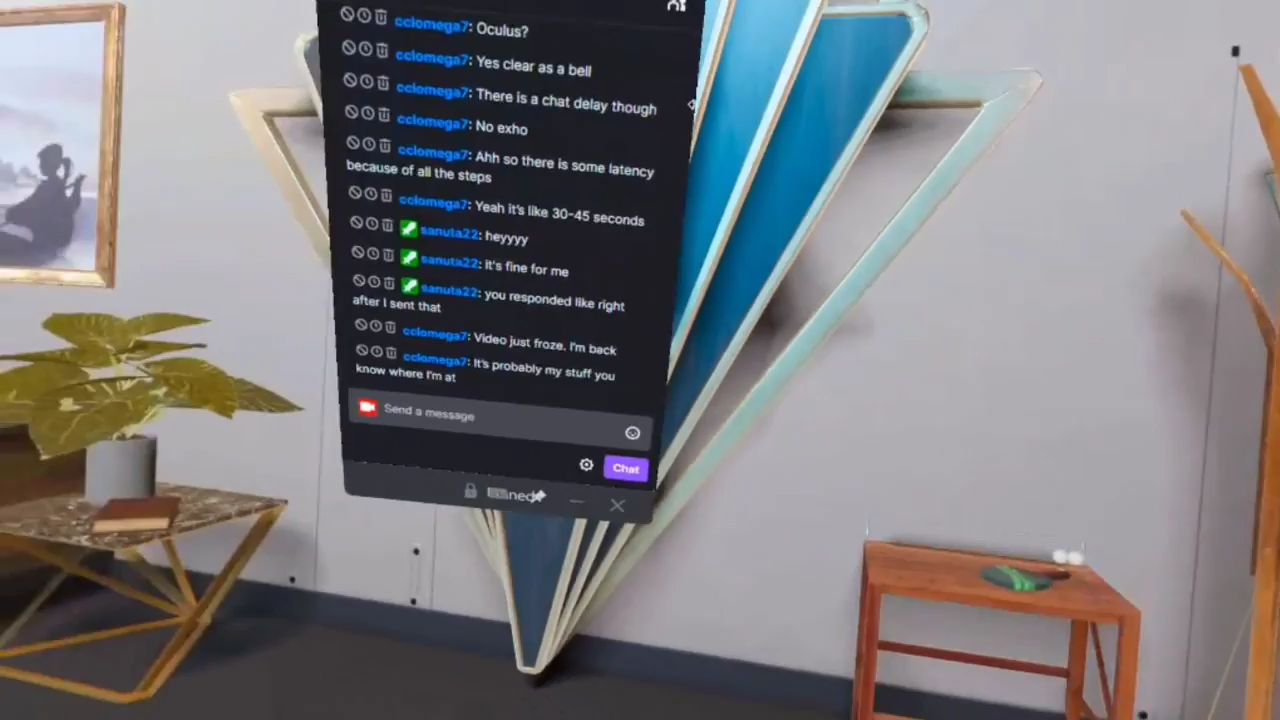 cclomega7: Oculus?
cclomega7: Yes clear as a bell
cclomega7: There is a chat delay though
cclomega7: No exho
cclomega7: Ahh so there is some latency
because of all the steps
cclomega7: Yeah it's like 30-45 seconds
sanuta22: heyyyy
sanuta22: it's fine for me
sanuta22: you responded like right
after I sent that
cclomega7: Video just froze. I'm back
cclomega7: It's probably my stuff you
know where I'm at
Send a message
Chat